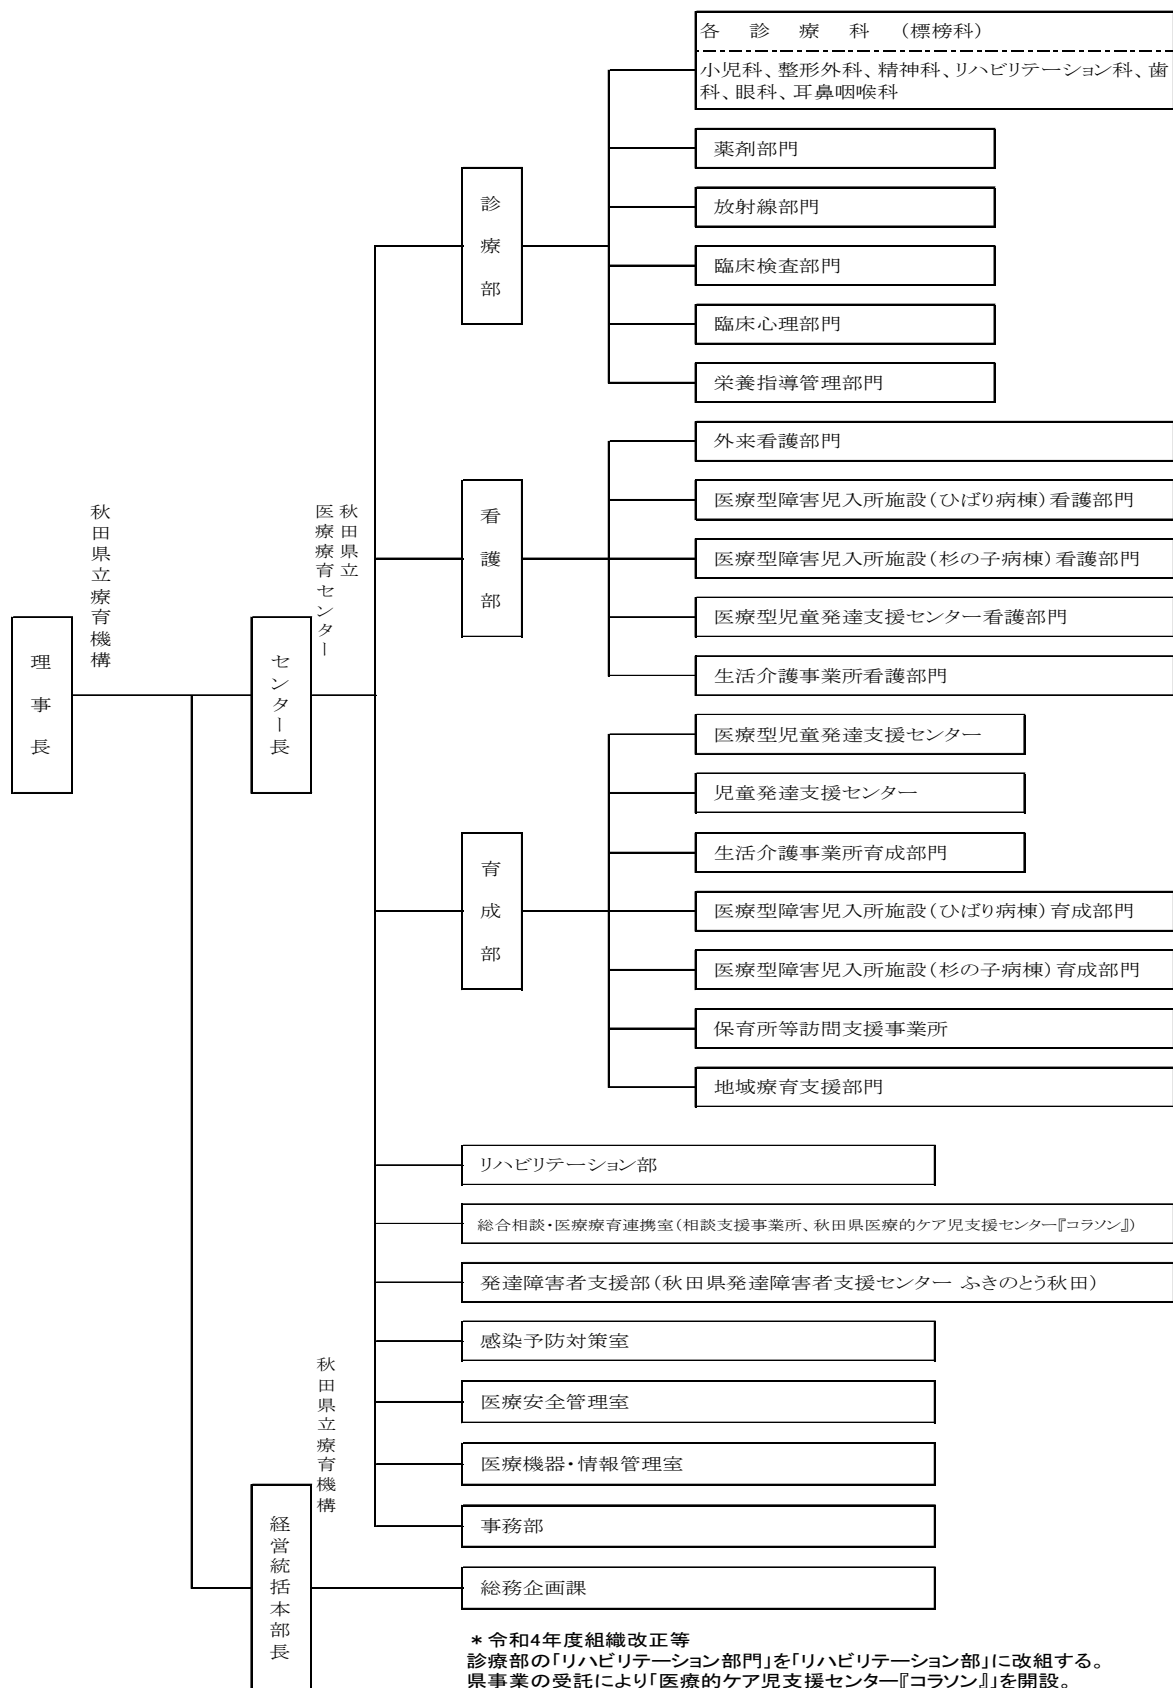 各 診 療 科 (標榜科)
小児科、整形外科、精神科、リハビリテーション科、歯
科、眼科、耳鼻咽喉科
薬剤部門
放射線部門
臨床検査部門
臨床心理部門
栄養指導管理部門
診療部
外来看護部門
医療型障害児入所施設(ひばり病棟)看護部門
医療型障害児入所施設(杉の子病棟)看護部門
医療型児童発達支援センター看護部門
生活介護事業所看護部門
看護部
秋田県立療育機構
理事長
秋田県立
医療療育センター
センター長
医療型児童発達支援センター
児童発達支援センター
生活介護事業所育成部門
医療型障害児入所施設(ひばり病棟)育成部門
医療型障害児入所施設(杉の子病棟)育成部門
保育所等訪問支援事業所
地域療育支援部門
育成部
リハビリテーション部
総合相談・医療療育連携室(相談支援事業所、秋田県医療的ケア児支援センター『コラソン』)
発達障害者支援部(秋田県発達障害者支援センター ふきのとう秋田)
感染予防対策室
医療安全管理室
医療機器・情報管理室
事務部
秋田県立療育機構
経営統括本部長
総務企画課
*令和4年度組織改正等
診療部の「リハビリテーション部門」を「リハビリテーション部」に改組する。
県事業の受託により「医療的ケア児支援センター『コラソン』」を開設。